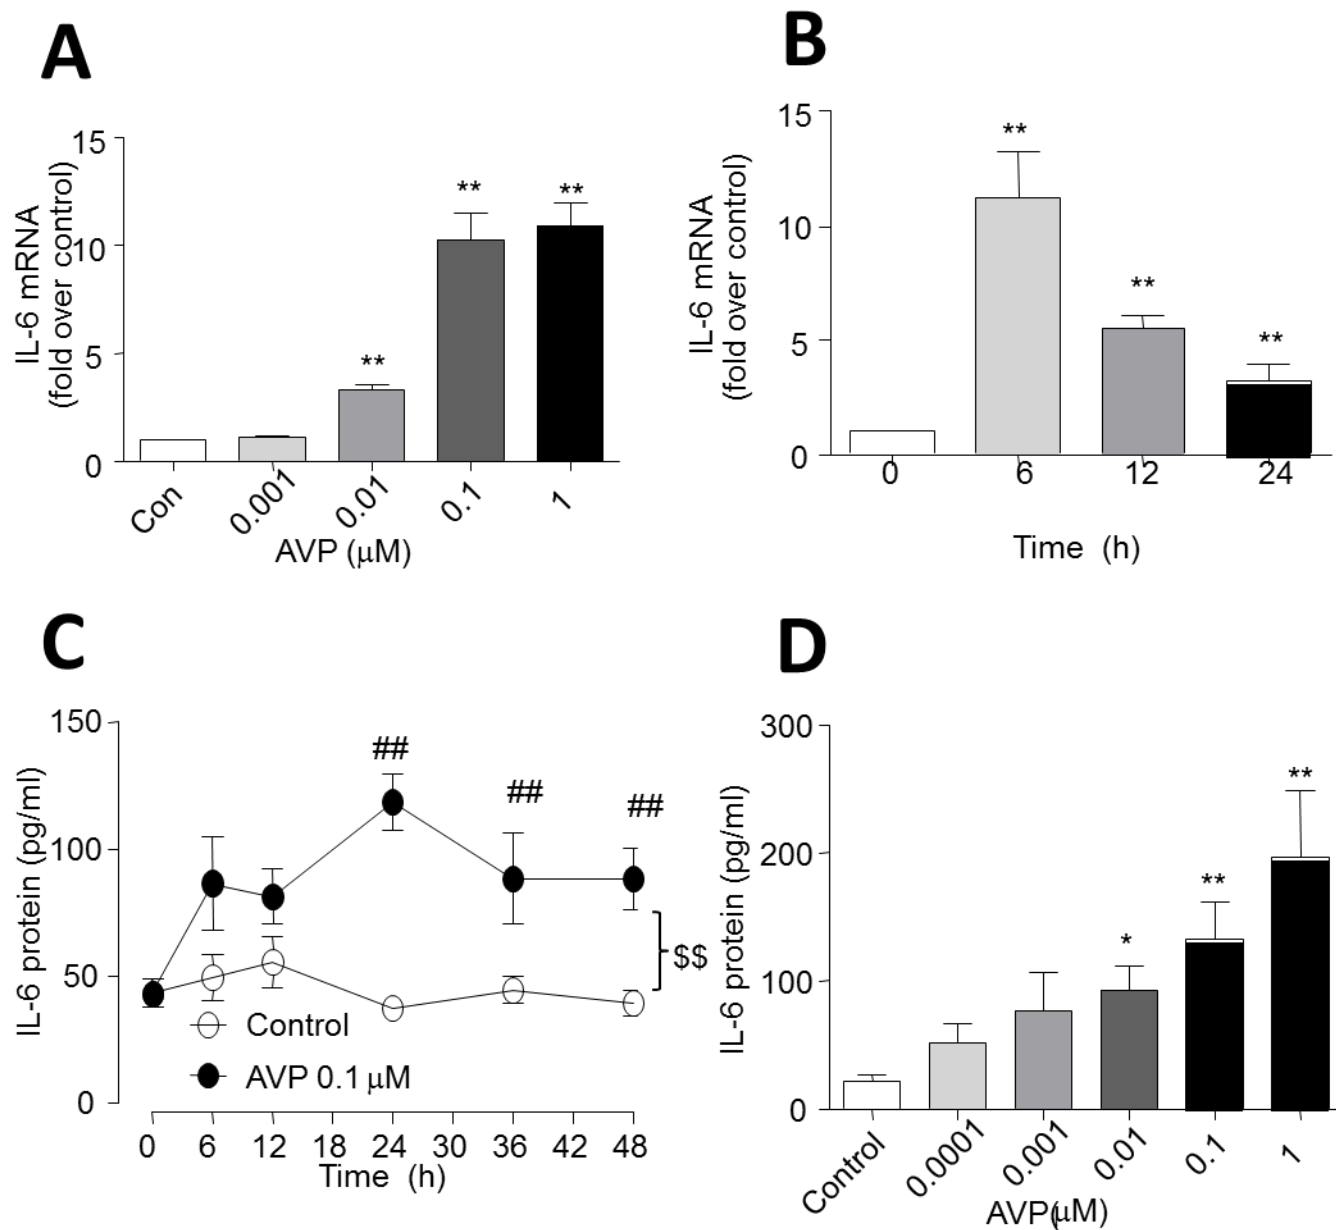 A
IL-6 mRNA
(fold over control)
15
10
5
0
**
**
**
Con
0.001
0.01
0.1
1
AVP (μM)
B
IL-6 mRNA
(fold over control)
15
10
5
0
**
**
**
0
6
12
24
Time (h)
C
IL-6 protein (pg/ml)
150
100
50
0
##
##
##
$$
Control
AVP 0.1 μM
0 6 12 18 24 30 36 42 48
Time (h)
D
IL-6 protein (pg/ml)
300
200
100
0
*
**
**
Control
0.0001
0.001
0.01
0.1
1
AVP(μM)